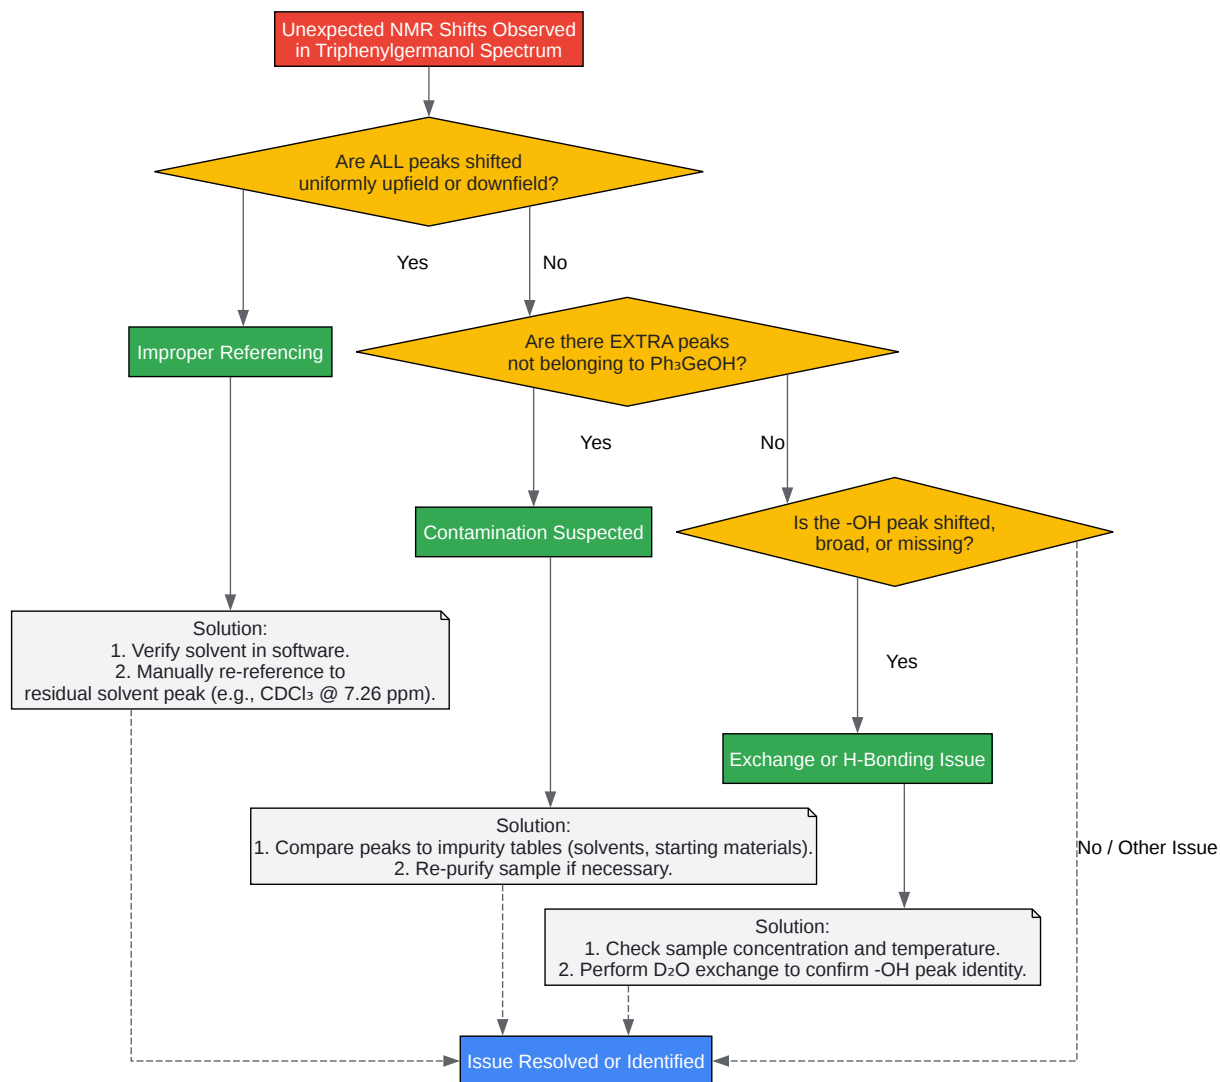 Unexpected NMR Shifts Observed
in Triphenylgermanol Spectrum
Are ALL peaks shifted
uniformly upfield or downfield?
Yes
No
Improper Referencing
Are there EXTRA peaks
not belonging to Ph₃GeOH?
Yes
No
Contamination Suspected
Is the -OH peak shifted,
broad, or missing?
Solution:
1. Verify solvent in software.
2. Manually re-reference to
residual solvent peak (e.g., CDCl₃ @ 7.26 ppm).
Yes
Exchange or H-Bonding Issue
Solution:
1. Compare peaks to impurity tables (solvents, starting materials).
2. Re-purify sample if necessary.
No / Other Issue
Solution:
1. Check sample concentration and temperature.
2. Perform D₂O exchange to confirm -OH peak identity.
Issue Resolved or Identified